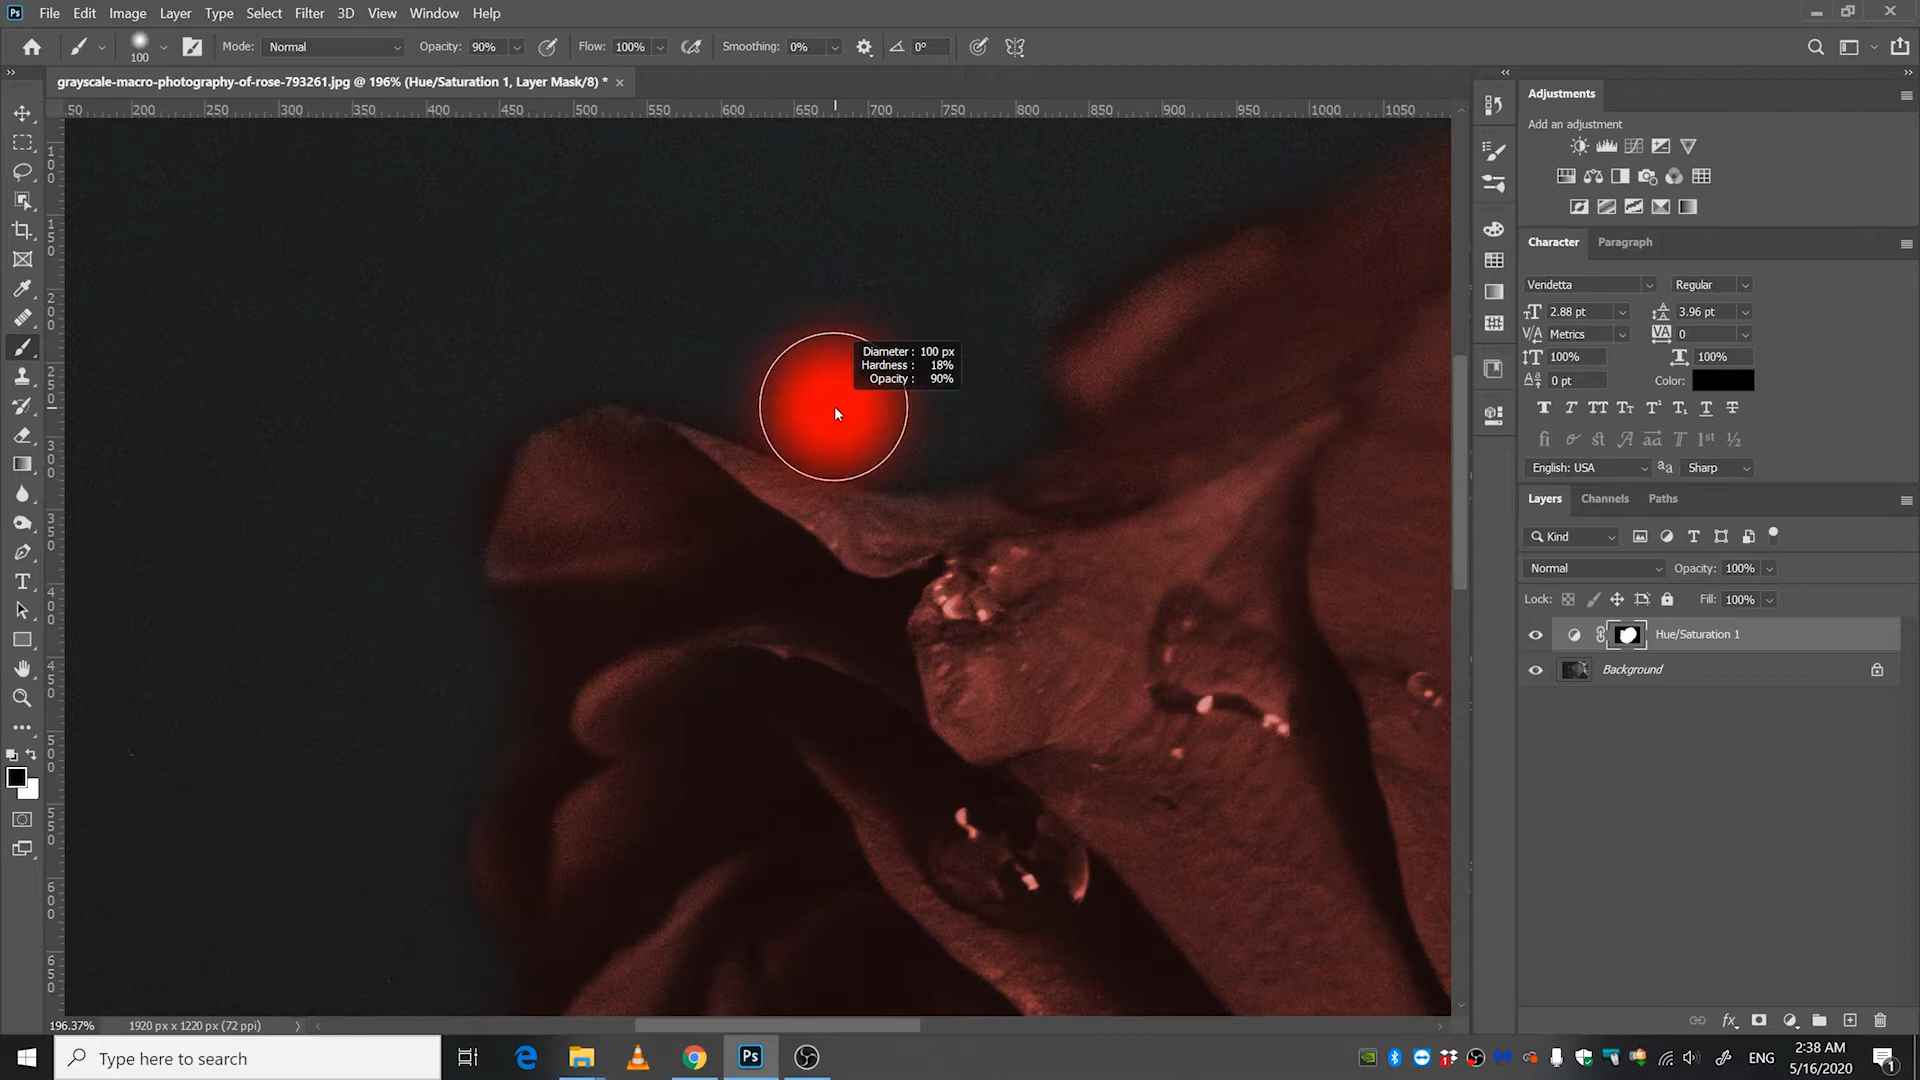 Ps File Edit Image Layer Type Select Filter 3D View Window Help
100 Mode: Normal Opacity: 90% Flow: 100% Smoothing: 0% 0°
grayscale-macro-photography-of-rose-793261.jpg @ 196% (Hue/Saturation 1, Layer Mask/8) *
50 200 250 300 350 400 450 500 550 600 650 700 750 800 850 900 950 1000 1050
100
150
200
250
300
350
400
450
500
550
600
650
Diameter : 100 px
Hardness : 18%
Opacity : 90%
Adjustments
Add an adjustment
Character Paragraph
Vendetta Regular
2.88 pt 3.96 pt
Metrics 0
100% 100%
0 pt Color:
English: USA Sharp
Layers Channels Paths
Kind
Normal Opacity: 100%
Lock: Fill: 100%
Hue/Saturation 1
Background
196.37% 1920 px x 1220 px (72 ppi)
Type here to search
Ps
ENG
2:38 AM
5/16/2020
1